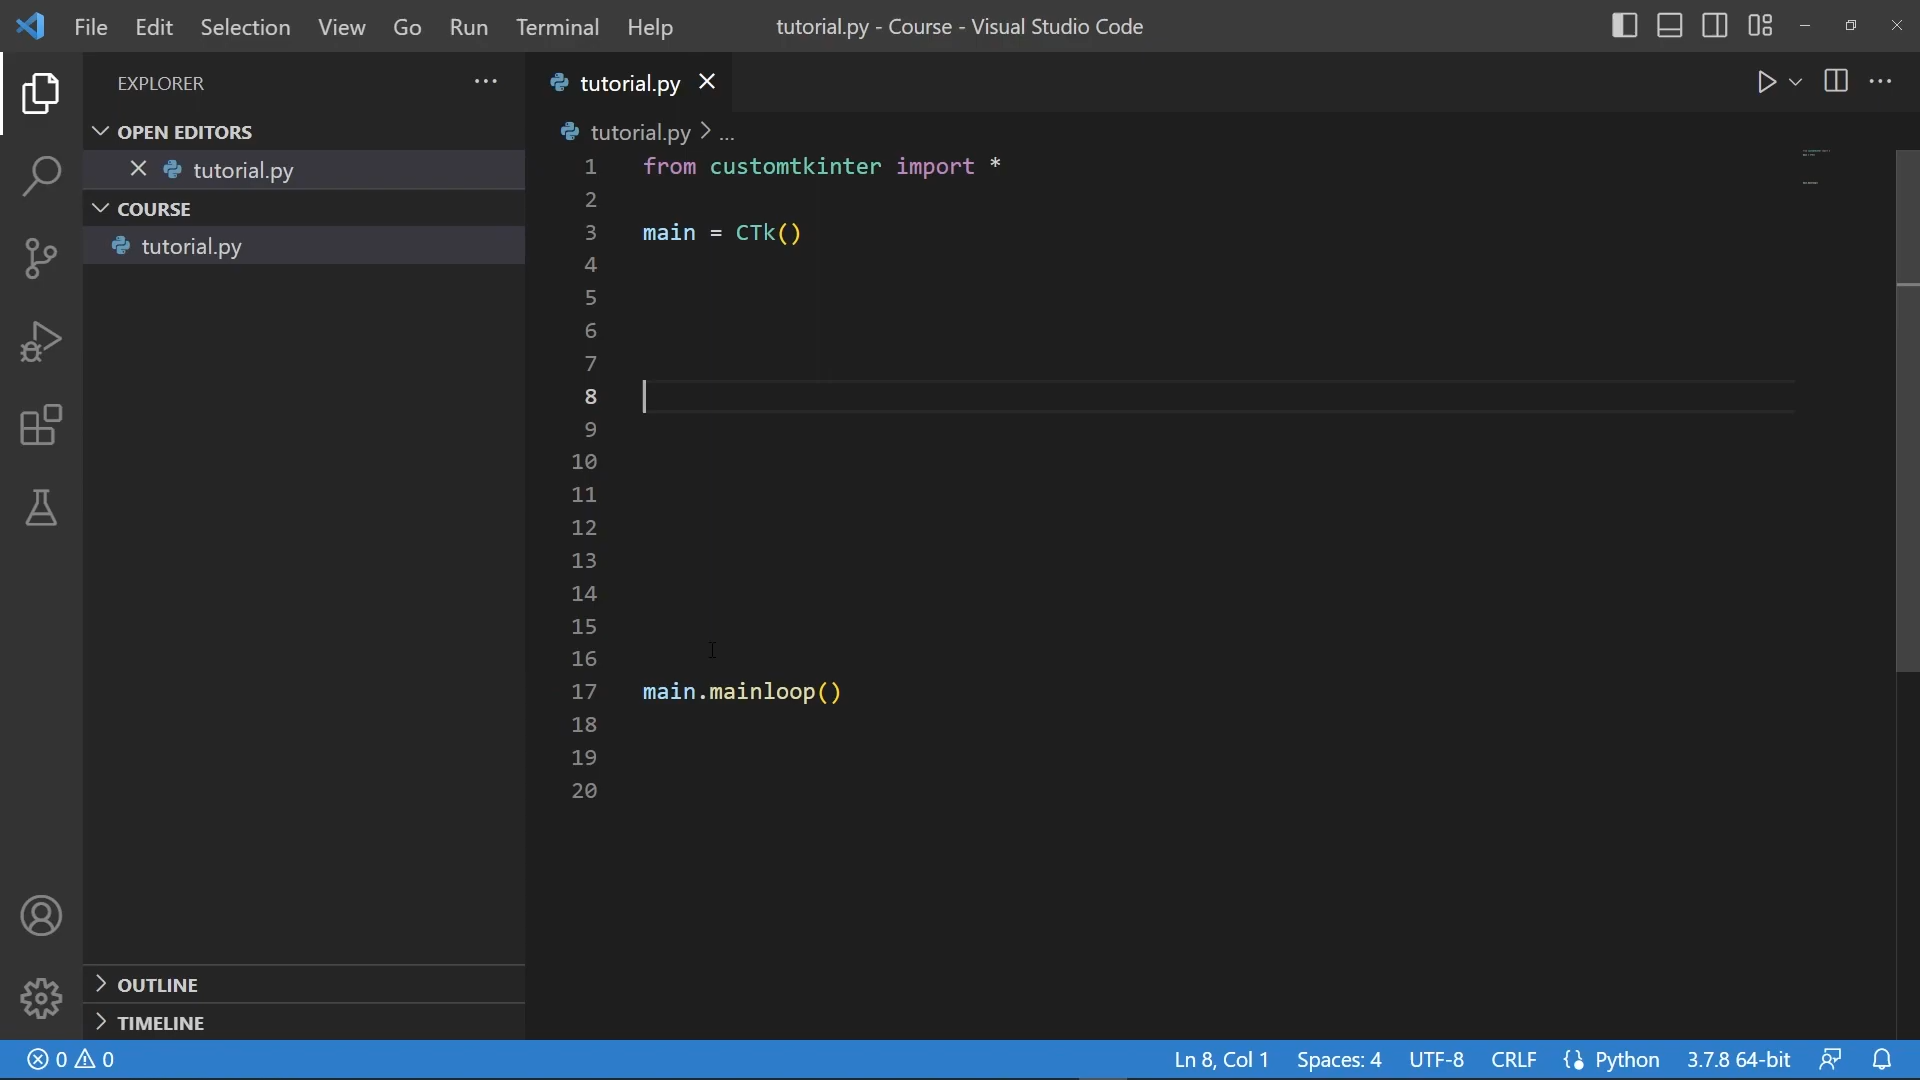 File Edit Selection View Go Run Terminal Help tutorial.py - Course - Visual Studio Code
EXPLORER
OPEN EDITORS
tutorial.py
COURSE
tutorial.py
OUTLINE
TIMELINE
tutorial.py
tutorial.py > ...
1 from customtkinter import *
2
3 main = CTk()
4
5
6
7
8
9
10
11
12
13
14
15
16
17 main.mainloop()
18
19
20
0 0 Ln 8, Col 1 Spaces: 4 UTF-8 CRLF Python 3.7.8 64-bit